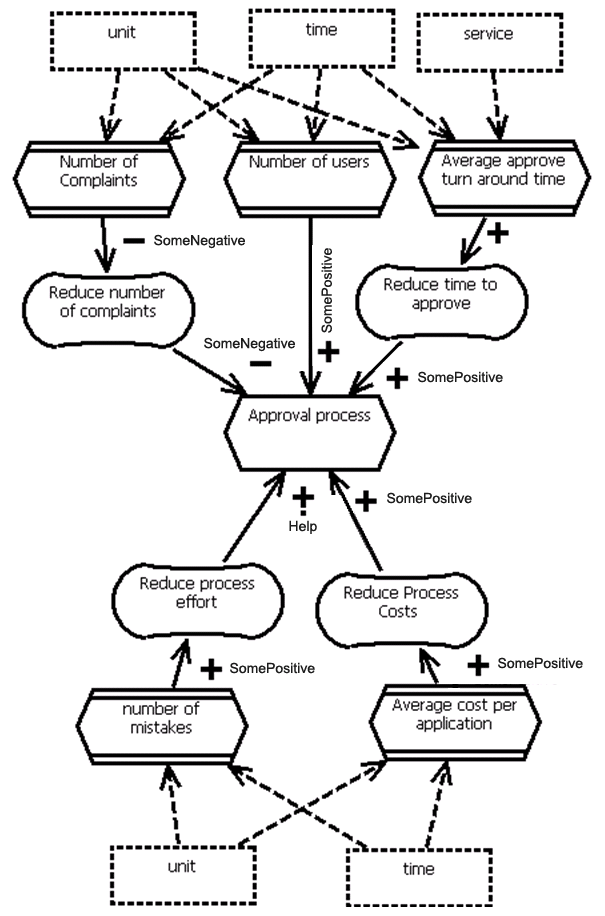 unit
time
service
Number of
Complaints
Number of users
Average approve
turn around time
SomeNegative
SomePositive
Reduce number
of complaints
Reduce time to
approve
SomeNegative
SomePositive
Approval process
Help
SomePositive
Reduce process
effort
Reduce Process
Costs
SomePositive
SomePositive
number of
mistakes
Average cost per
application
unit
time